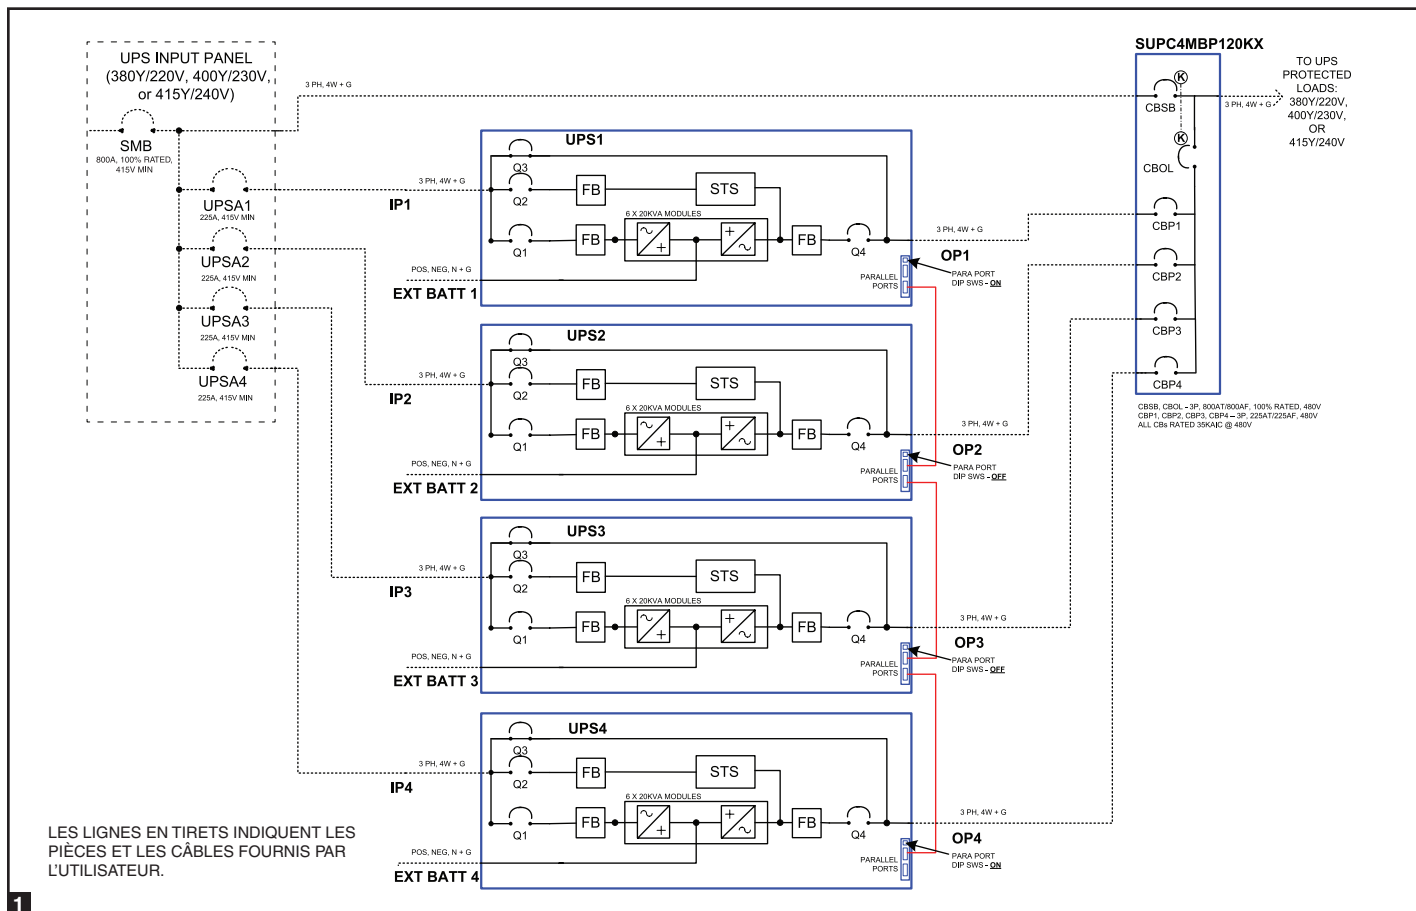 UPS INPUT PANEL
(380Y/220V, 400Y/230V,
or 415Y/240V)
SMB
800A, 100% RATED,
415V MIN
UPSA1
225A, 415V MIN
UPSA2
225A, 415V MIN
UPSA3
225A, 415V MIN
UPSA4
225A, 415V MIN
3 PH, 4W + G
SUPC4MBP120KX
K
CBSB
K
CBOL
CBP1
CBP2
CBP3
CBP4
3 PH, 4W + G
TO UPS
PROTECTED
LOADS:
380Y/220V,
400Y/230V,
OR
415Y/240V
CBSB, CBOL - 3P, 800AT/800AF, 100% RATED, 480V
CBP1, CBP2, CBP3, CBP4 – 3P, 225AT/225AF, 480V
ALL CBs RATED 35KAIC @ 480V
UPS1
Q3
3 PH, 4W + G
IP1
Q2
FB
STS
6 X 20KVA MODULES
Q1
FB
FB
Q4
3 PH, 4W + G
OP1
POS, NEG, N + G
EXT BATT 1
PARALLEL
PORTS
PARA PORT
DIP SWS - ON
UPS2
Q3
3 PH, 4W + G
IP2
Q2
FB
STS
6 X 20KVA MODULES
Q1
FB
FB
Q4
3 PH, 4W + G
OP2
POS, NEG, N + G
EXT BATT 2
PARALLEL
PORTS
PARA PORT
DIP SWS - OFF
UPS3
Q3
3 PH, 4W + G
IP3
Q2
FB
STS
6 X 20KVA MODULES
Q1
FB
FB
Q4
3 PH, 4W + G
OP3
POS, NEG, N + G
EXT BATT 3
PARALLEL
PORTS
PARA PORT
DIP SWS - OFF
UPS4
Q3
3 PH, 4W + G
IP4
Q2
FB
STS
6 X 20KVA MODULES
Q1
FB
FB
Q4
3 PH, 4W + G
OP4
POS, NEG, N + G
EXT BATT 4
PARALLEL
PORTS
PARA PORT
DIP SWS - ON
LES LIGNES EN TIRETS INDIQUENT LES
PIÈCES ET LES CÂBLES FOURNIS PAR
L'UTILISATEUR.
1